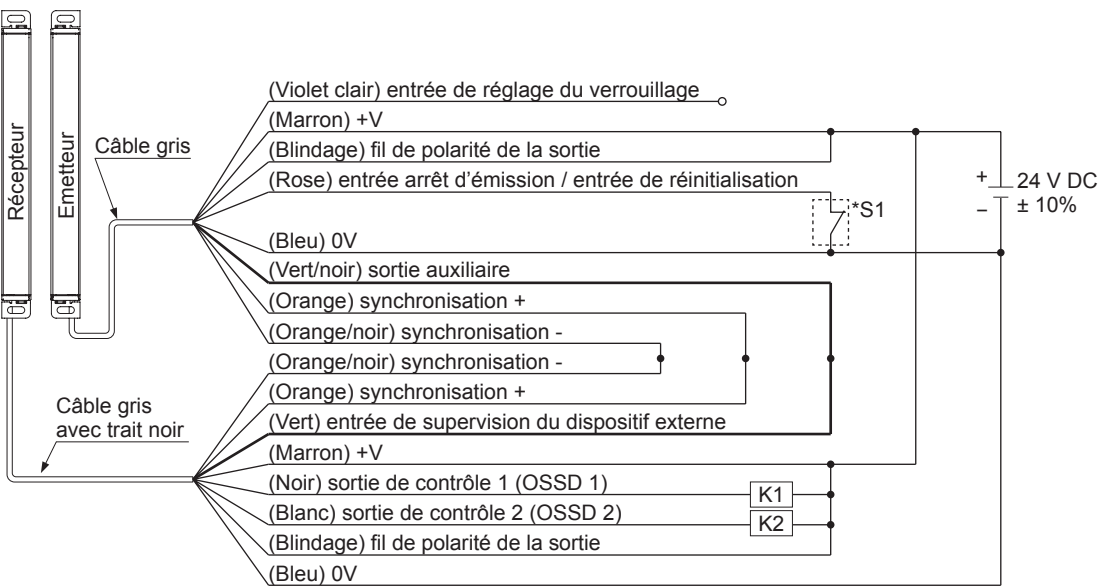 Récepteur
Emetteur
Câble gris
(Violet clair) entrée de réglage du verrouillage
(Marron) +V
(Blindage) fil de polarité de la sortie
(Rose) entrée arrêt d'émission / entrée de réinitialisation
*S1
+
−
24 V DC
± 10%
(Bleu) 0V
(Vert/noir) sortie auxiliaire
(Orange) synchronisation +
(Orange/noir) synchronisation -
(Orange/noir) synchronisation -
(Orange) synchronisation +
Câble gris
avec trait noir
(Vert) entrée de supervision du dispositif externe
(Marron) +V
(Noir) sortie de contrôle 1 (OSSD 1)
K1
(Blanc) sortie de contrôle 2 (OSSD 2)
K2
(Blindage) fil de polarité de la sortie
(Bleu) 0V